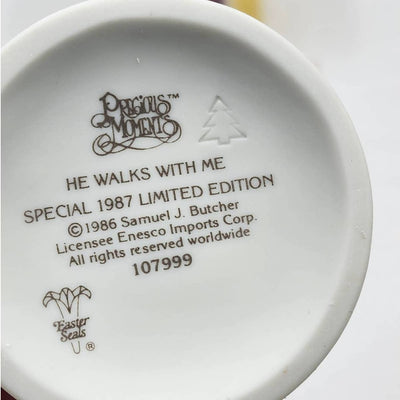 Precious™
Moments
HE WALKS WITH ME
SPECIAL 1987 LIMITED EDITION
©1986 Samuel J. Butcher
Licensee Enesco Imports Corp.
All rights reserved worldwide
107999
Easter
Seals
®